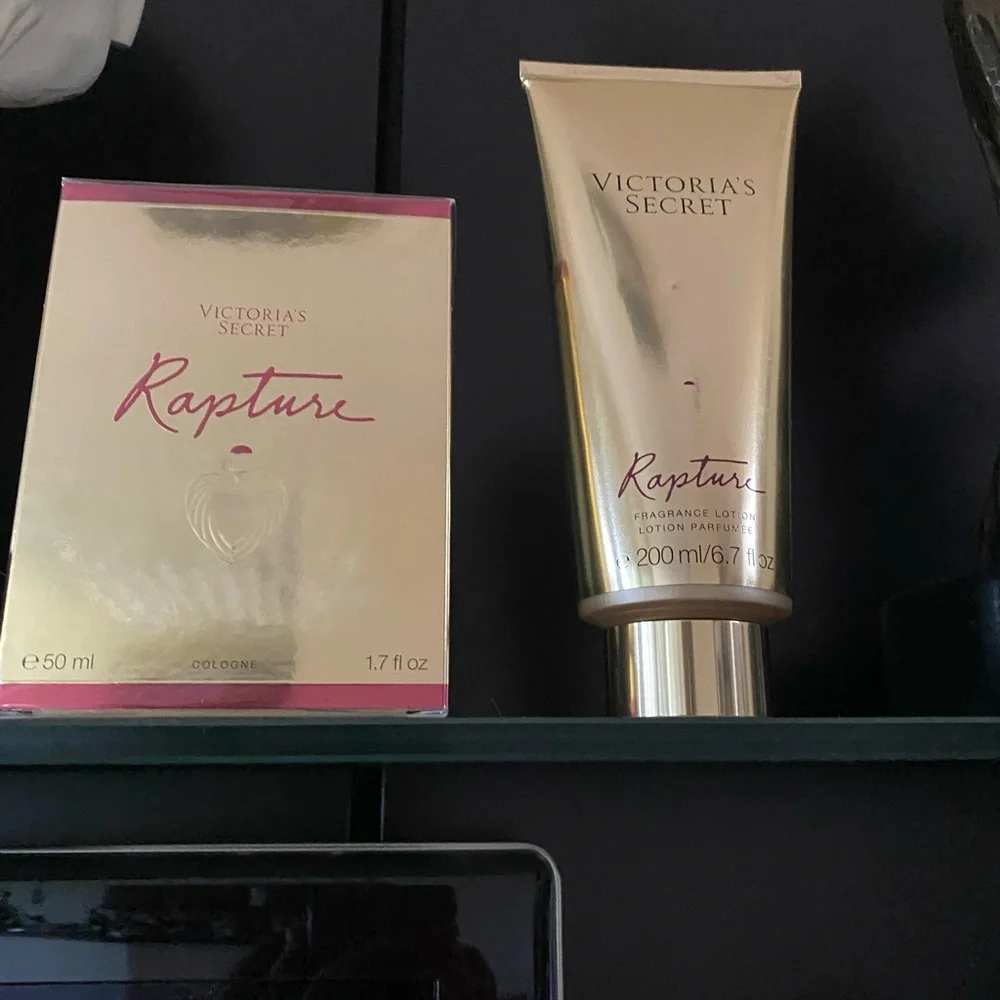 VICTORIA'S
SECRET
Rapture
℮ 50 ml
COLOGNE
1.7 fl oz
VICTORIA'S
SECRET
Rapture
FRAGRANCE LOTION
LOTION PARFUMÉE
℮ 200 ml/6.7 fl oz